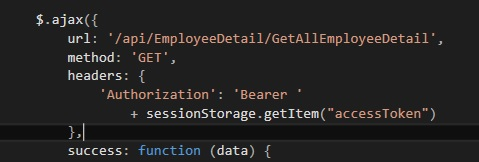 $.ajax({
url: '/api/EmployeeDetail/GetAllEmployeeDetail',
method: 'GET',
headers: {
'Authorization': 'Bearer '
+ sessionStorage.getItem("accessToken")
},
success: function (data) {